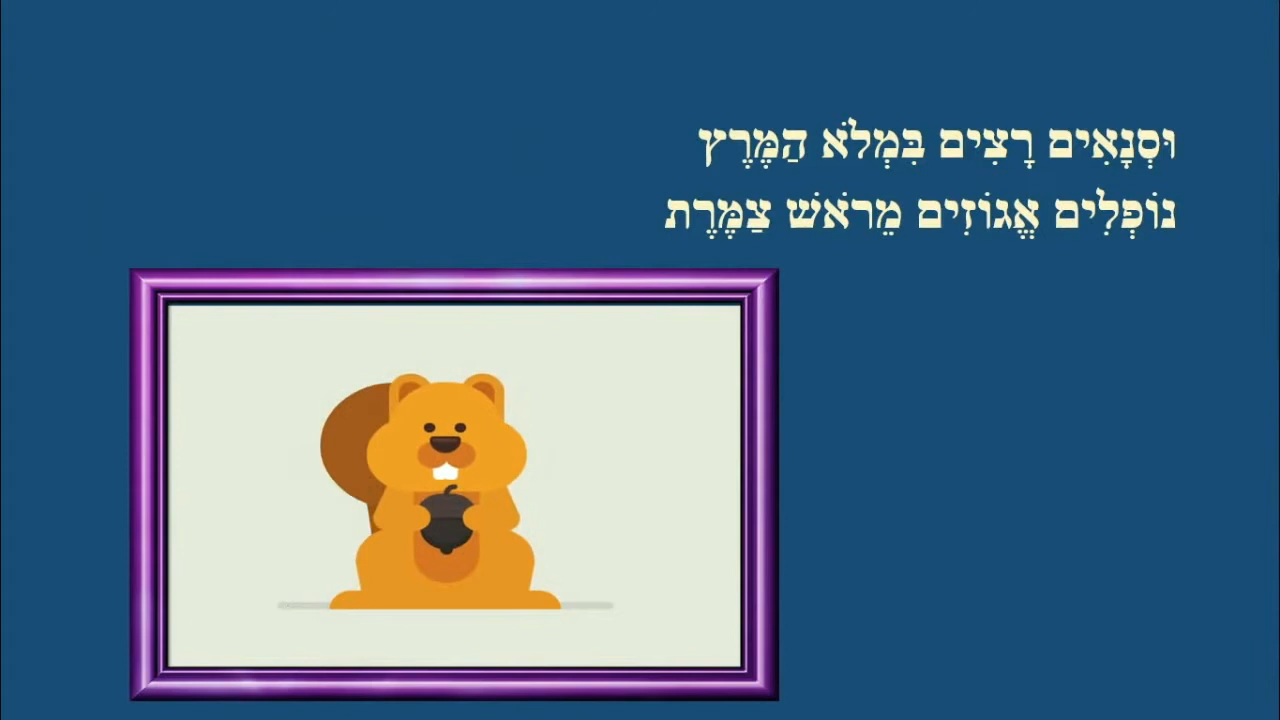 וּסְנָאִים רָצִים בִּמְלֹא הַמֶּרֶץ
נוֹפְלִים אֱגוֹזִים מֵרֹאשׁ צַמֶּרֶת